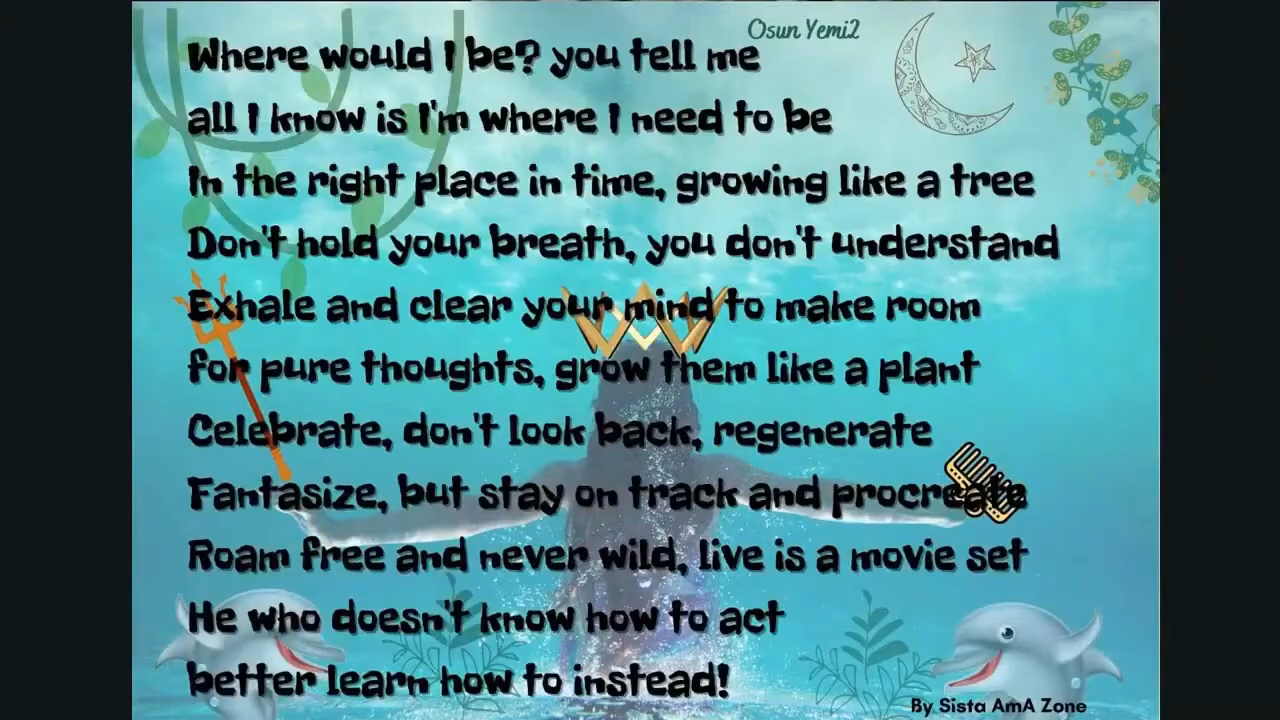 Osun Yemi2
Where would I be? you tell me
all I know is I'm where I need to be
In the right place in time, growing like a tree
Don't hold your breath, you don't understand
Exhale and clear your mind to make room
for pure thoughts, grow them like a plant
Celebrate, don't look back, regenerate
Fantasize, but stay on track and procreate
Roam free and never wild, live is a movie set
He who doesn't know how to act
better learn how to instead!
By Sista AmA Zone